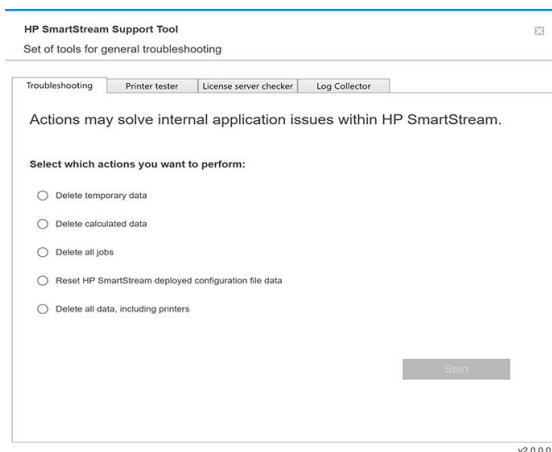 HP SmartStream Support Tool
Set of tools for general troubleshooting
Troubleshooting
Printer tester
License server checker
Log Collector
Actions may solve internal application issues within HP SmartStream.
Select which actions you want to perform:
Delete temporary data
Delete calculated data
Delete all jobs
Reset HP SmartStream deployed configuration file data
Delete all data, including printers
Start
v2.0.0.0